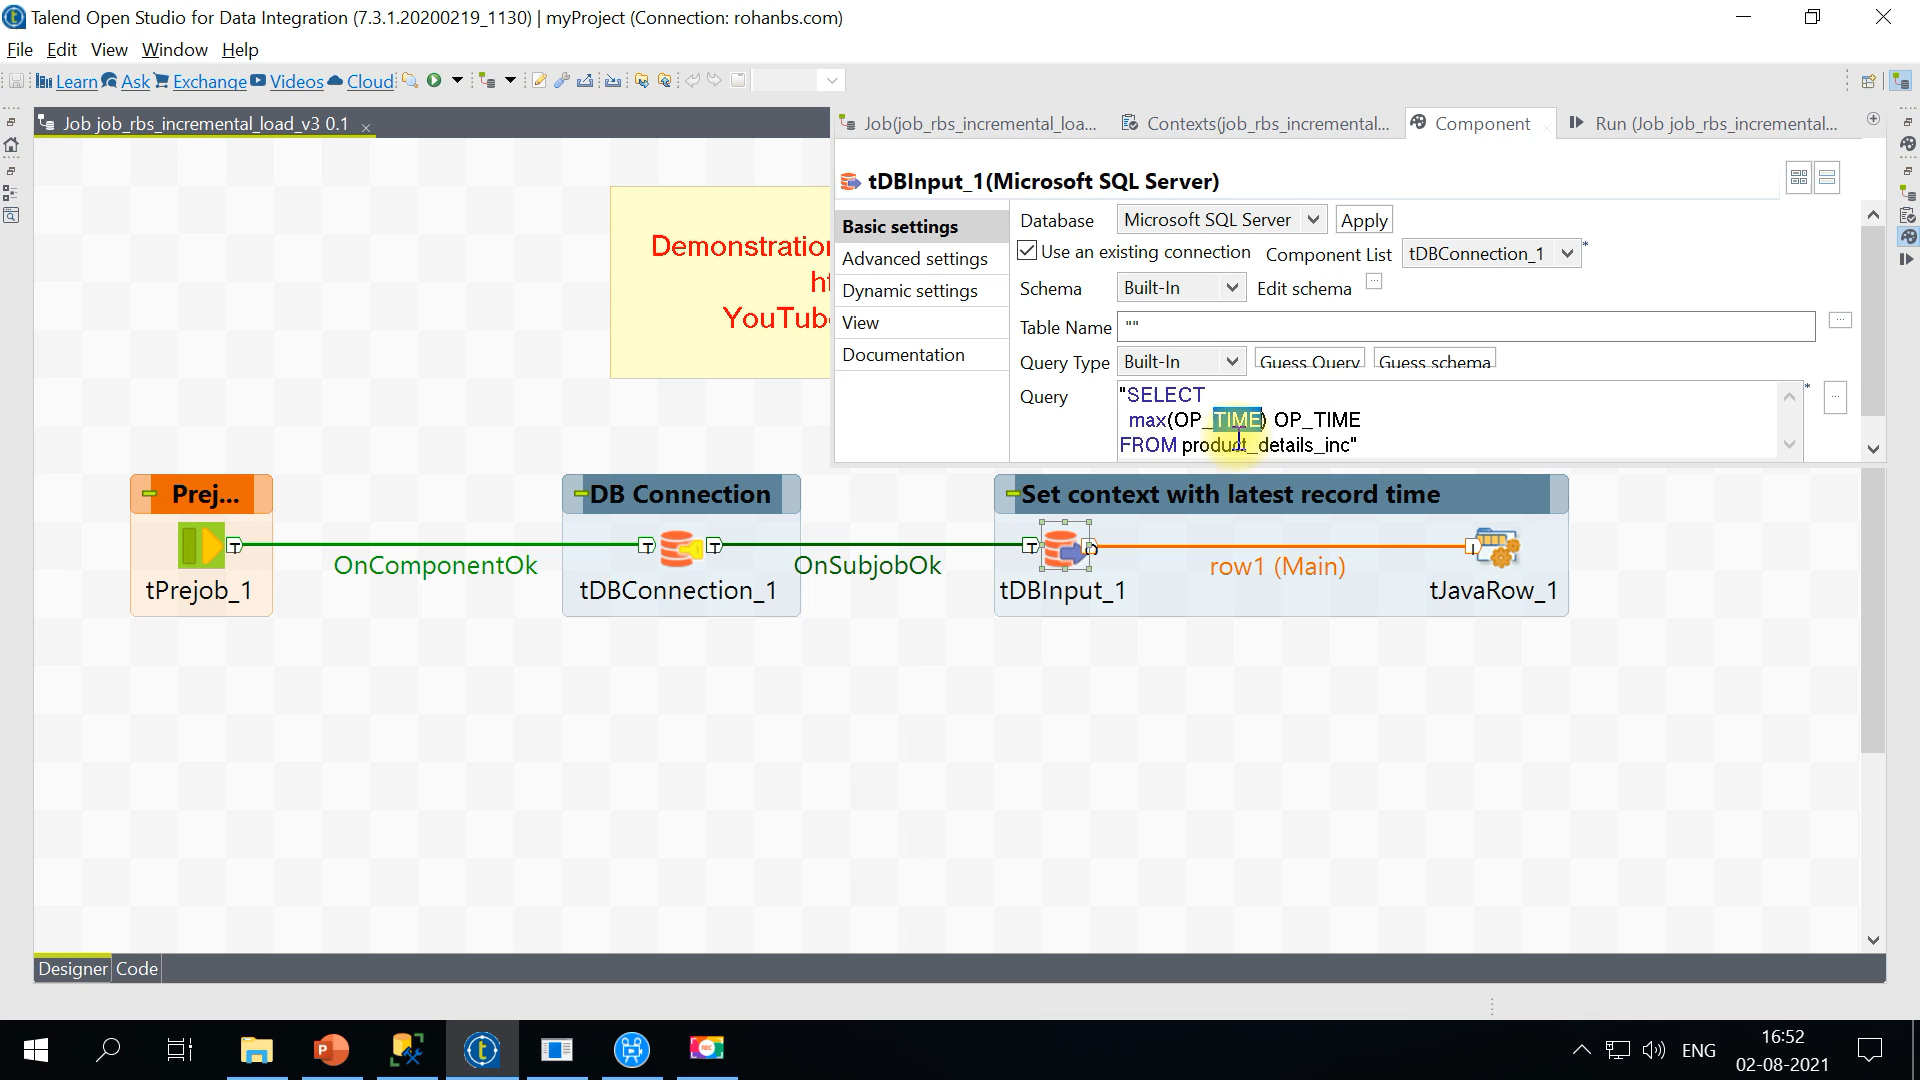 Talend Open Studio for Data Integration (7.3.1.20200219_1130) | myProject (Connection: rohanbs.com)
File Edit View Window Help
Learn Ask Exchange Videos Cloud
Job job_rbs_incremental_load_v3 0.1
Job(job_rbs_incremental_loa... Contexts(job_rbs_incremental... Component Run (Job job_rbs_incremental...
tDBInput_1(Microsoft SQL Server)
Basic settings
Advanced settings
Dynamic settings
View
Documentation
Database Microsoft SQL Server Apply
Use an existing connection Component List tDBConnection_1 *
Schema Built-In Edit schema ...
Table Name "" ...
Query Type Built-In Guess Query Guess schema
Query "SELECT * ...
max(OP_TIME) OP_TIME
FROM product_details_inc"
Demonstration
YouTub
Prej... DB Connection Set context with latest record time
OnComponentOk OnSubjobOk row1 (Main)
tPrejob_1 tDBConnection_1 tDBInput_1 tJavaRow_1
Designer Code
ENG 16:52
02-08-2021